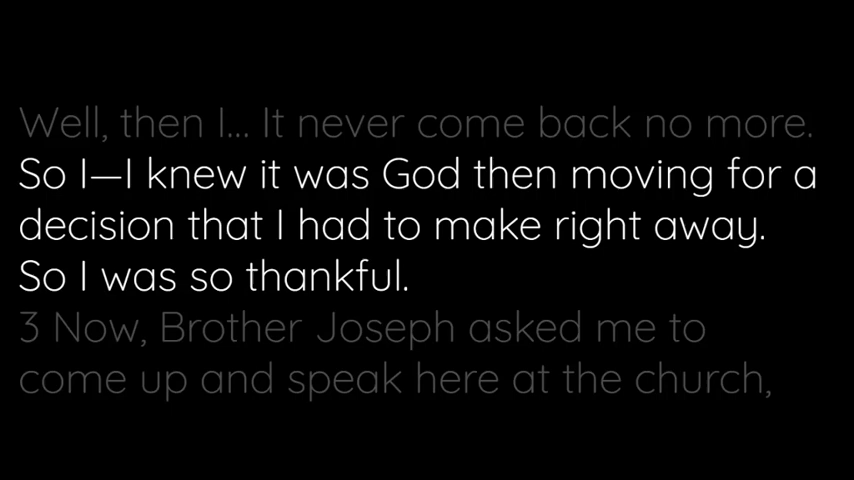 Well, then I... It never come back no more.
So I—I knew it was God then moving for a
decision that I had to make right away.
So I was so thankful.
3 Now, Brother Joseph asked me to
come up and speak here at the church,